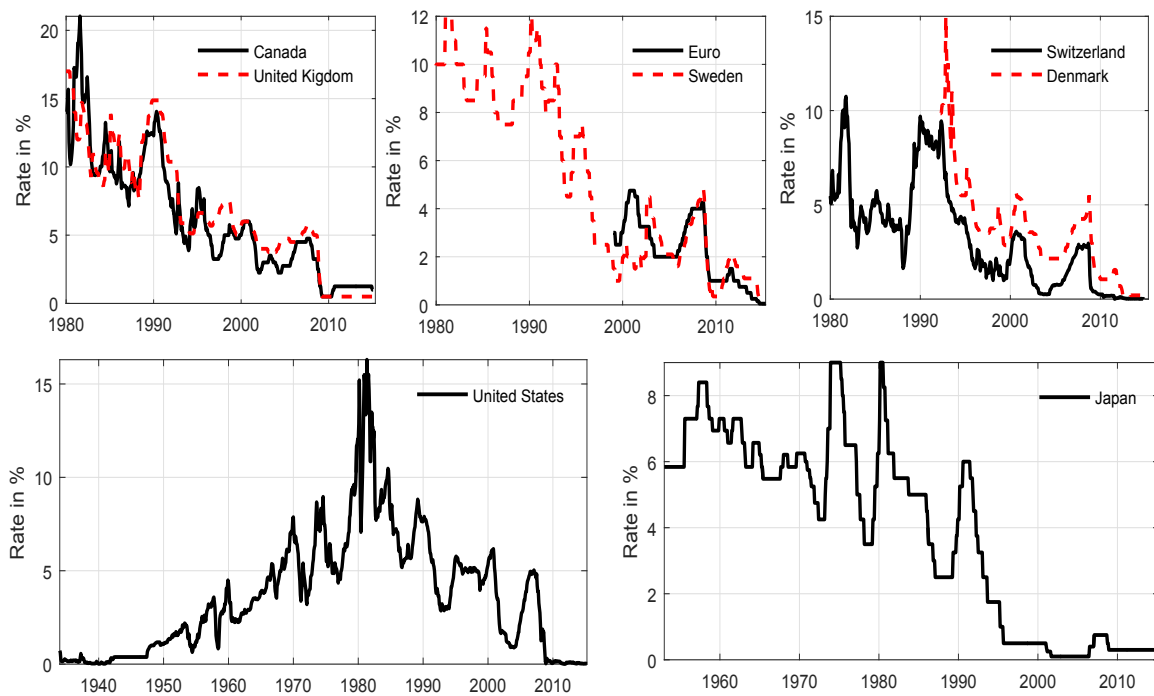 Canada
United Kigdom
Rate in %
20
15
10
5
0
1980 1990 2000 2010
Euro
Sweden
Rate in %
12
10
8
6
4
2
0
1980 1990 2000 2010
Switzerland
Denmark
Rate in %
15
10
5
0
1980 1990 2000 2010
United States
Rate in %
15
10
5
0
1940 1950 1960 1970 1980 1990 2000 2010
Japan
Rate in %
8
6
4
2
0
1960 1970 1980 1990 2000 2010